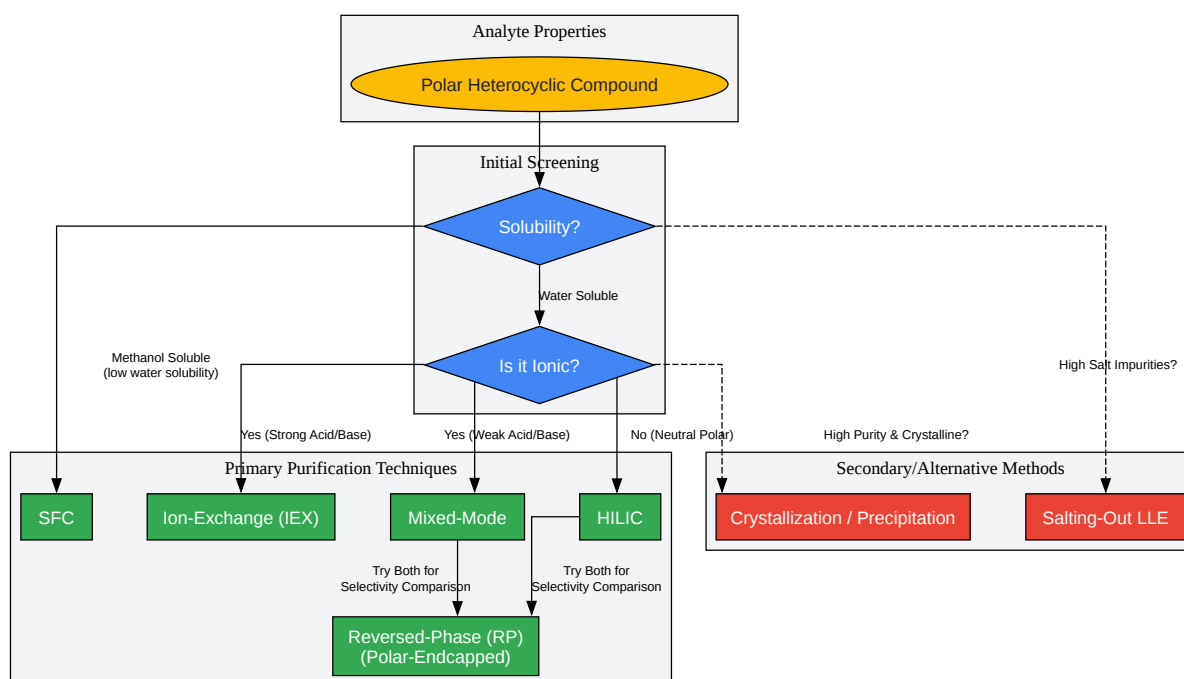 Analyte Properties
Polar Heterocyclic Compound
Initial Screening
Solubility?
Water Soluble
Methanol Soluble
(low water solubility)
Is it Ionic?
High Salt Impurities?
Yes (Strong Acid/Base)
Yes (Weak Acid/Base)
No (Neutral Polar)
High Purity & Crystalline?
Primary Purification Techniques
Secondary/Alternative Methods
SFC
Ion-Exchange (IEX)
Mixed-Mode
HILIC
Crystallization / Precipitation
Salting-Out LLE
Try Both for
Selectivity Comparison
Try Both for
Selectivity Comparison
Reversed-Phase (RP)
(Polar-Endcapped)